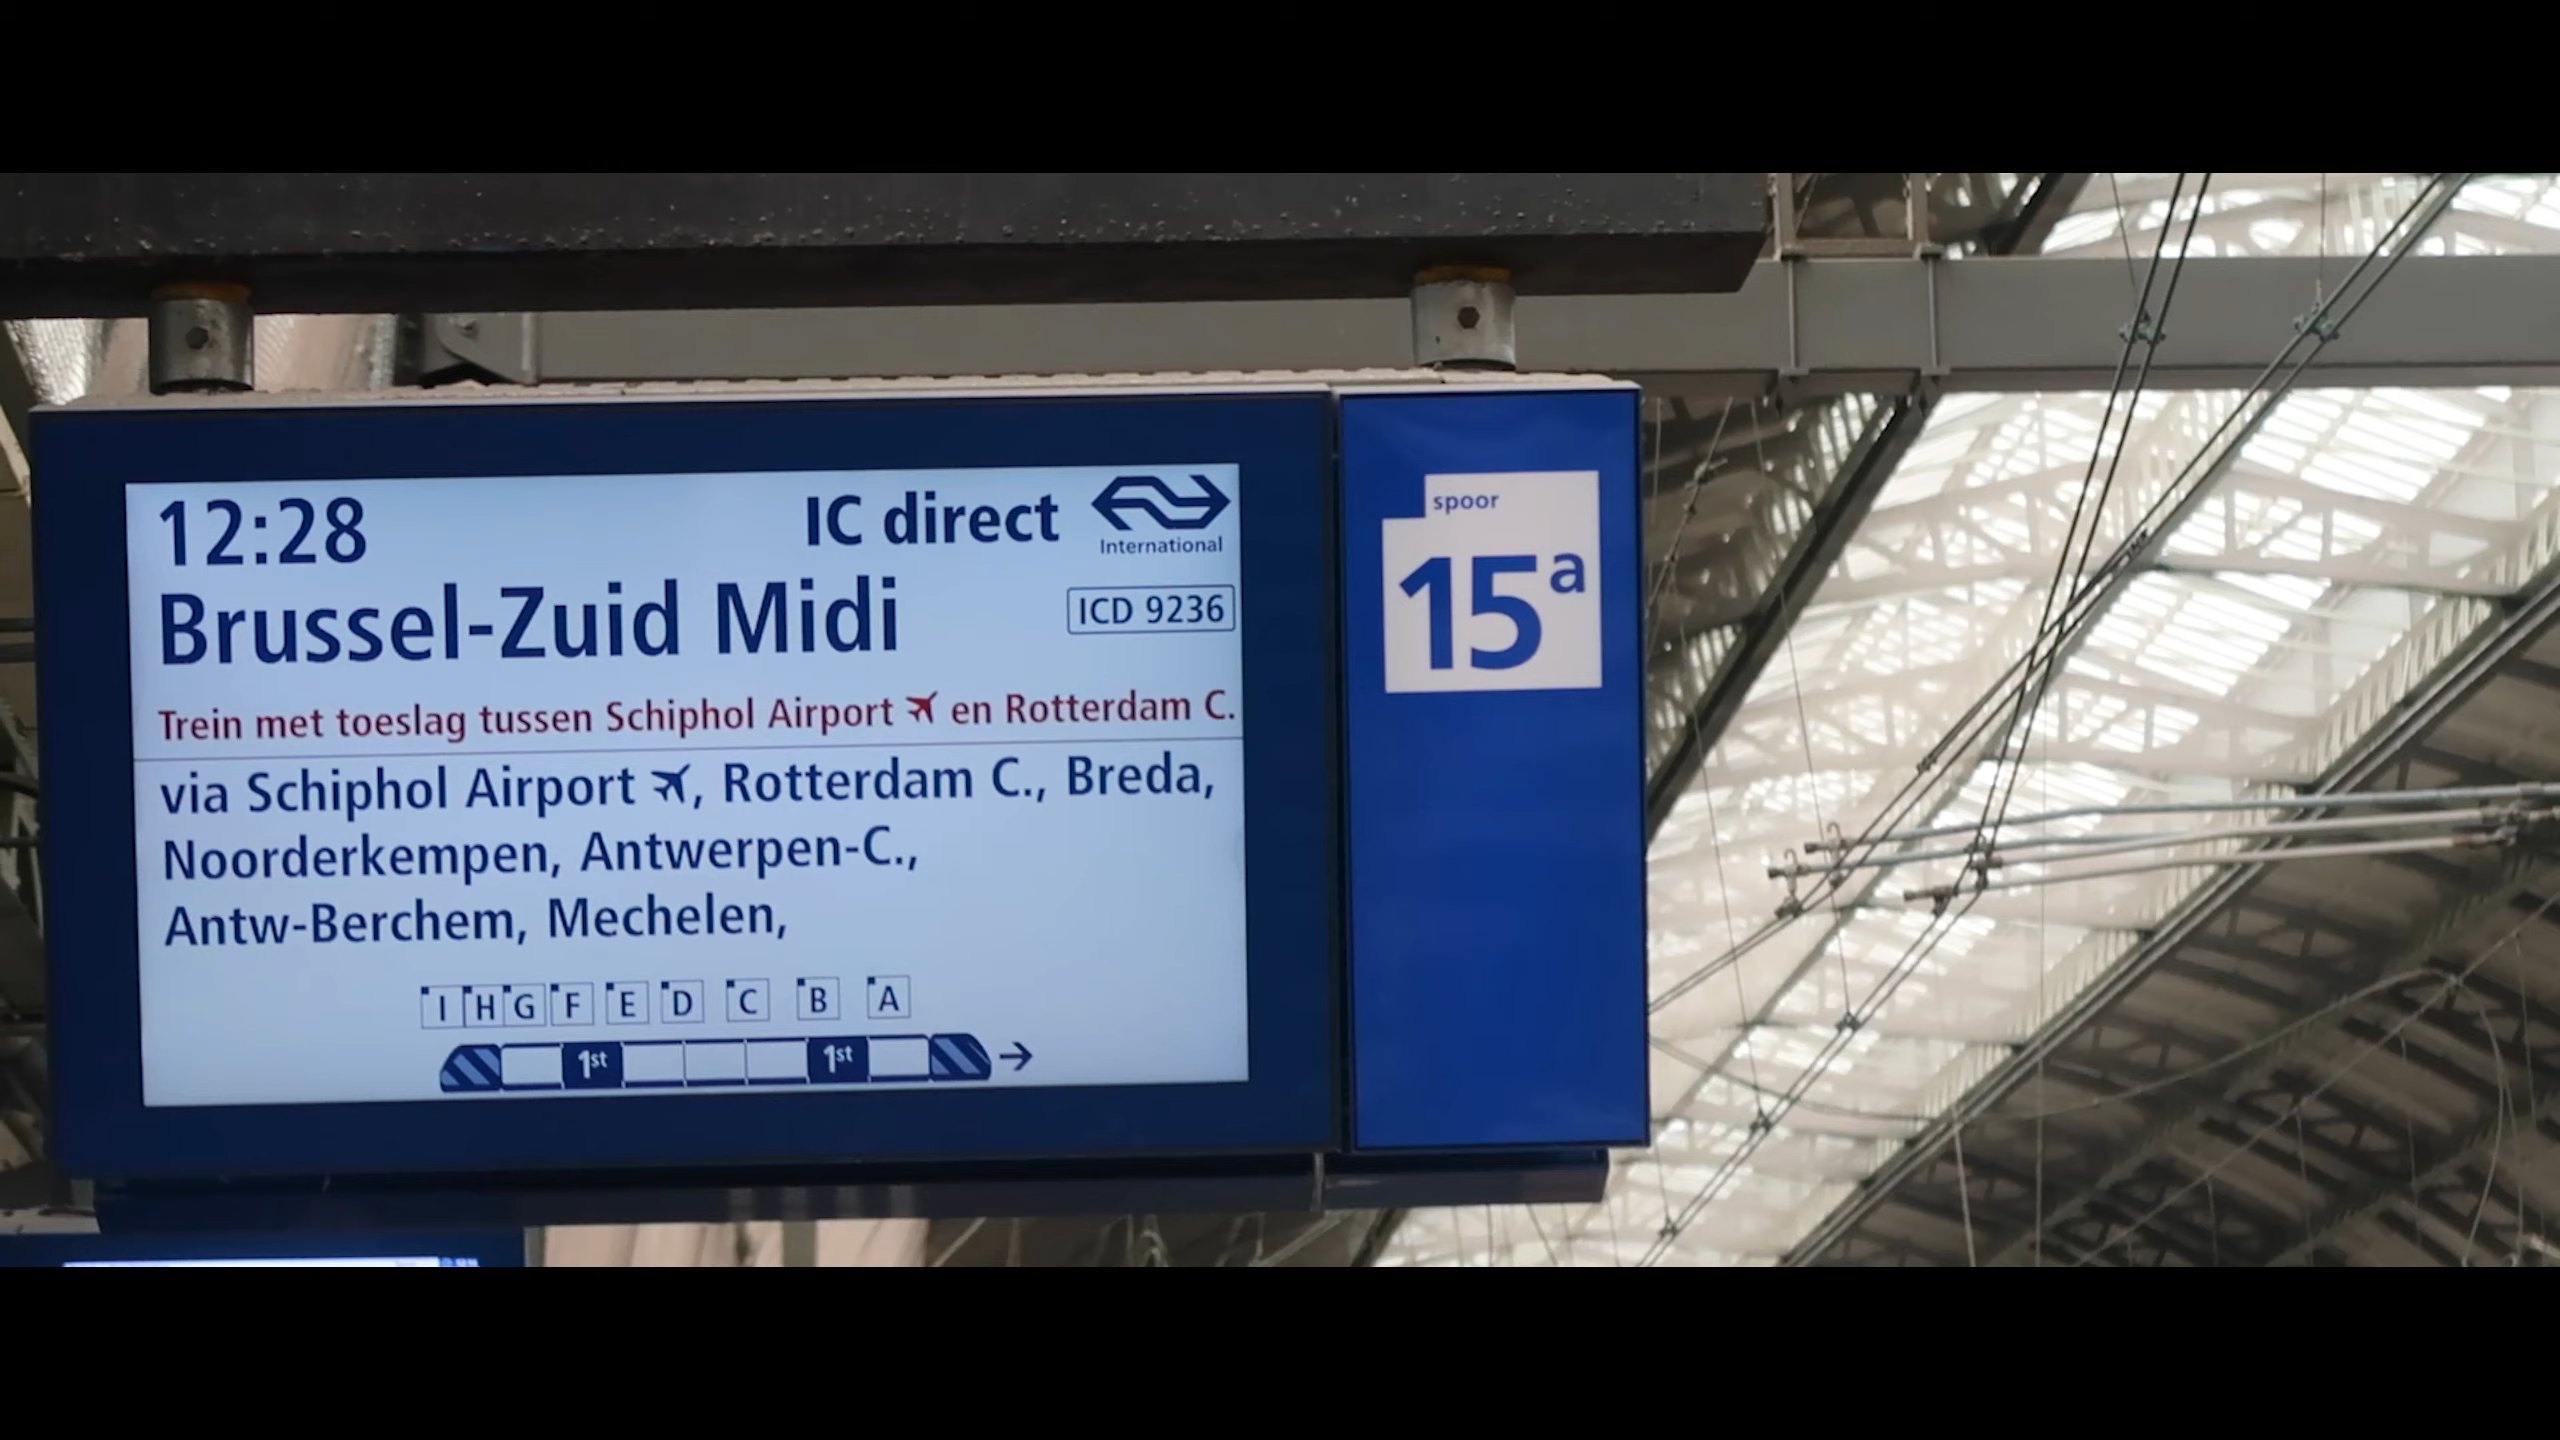 12:28
IC direct
International
Brussel-Zuid Midi
ICD 9236
Trein met toeslag tussen Schiphol Airport en Rotterdam C.
via Schiphol Airport, Rotterdam C., Breda,
Noorderkempen, Antwerpen-C.,
Antw-Berchem, Mechelen,
I H G F E D C B A
1st 1st
spoor
15a